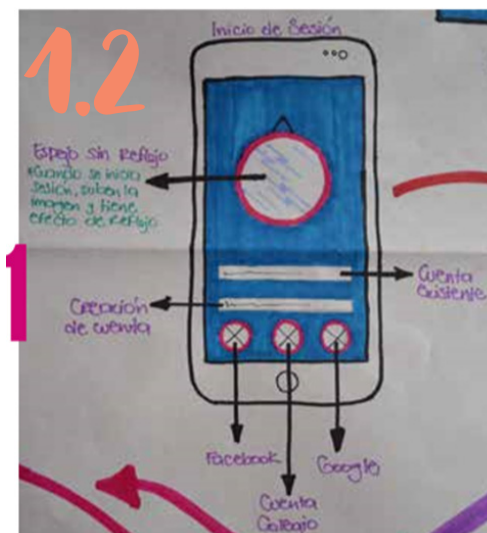 1.2
Inicio de Sesión
Espejo sin Reflejo
*Cuando se inicia
sesión, suben la
imagen y tiene
efecto de reflejo
1
Cuenta
existente
Creación
de cuenta
Facebook
Google
Cuenta
Colegio